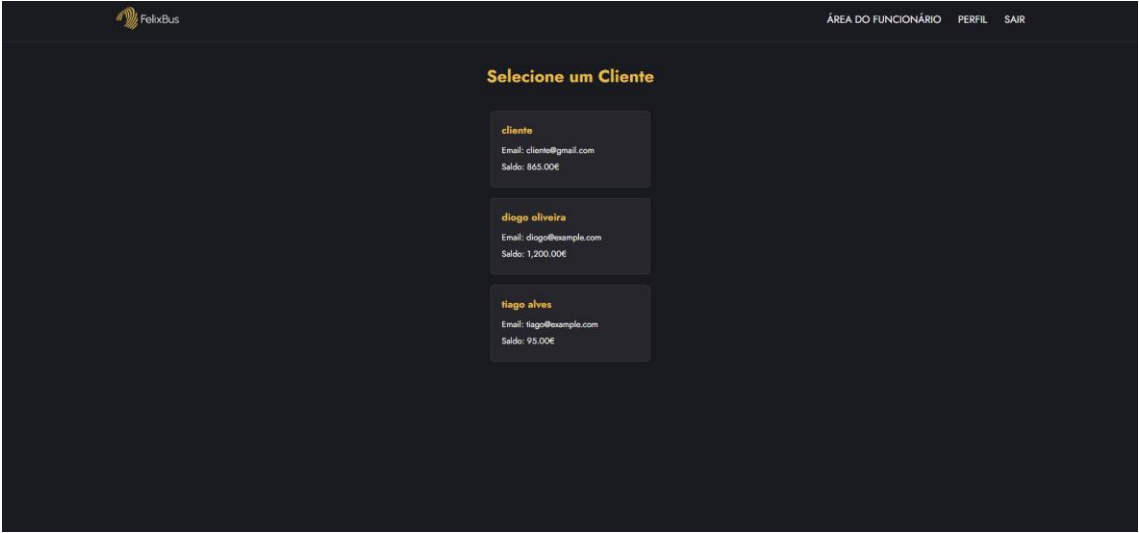 FelixBus
ÁREA DO FUNCIONÁRIO PERFIL SAIR
Selecione um Cliente
cliente
Email: cliente@gmail.com
Saldo: 865.00€
diogo oliveira
Email: diogo@example.com
Saldo: 1,200.00€
tiago alves
Email: tiago@example.com
Saldo: 95.00€